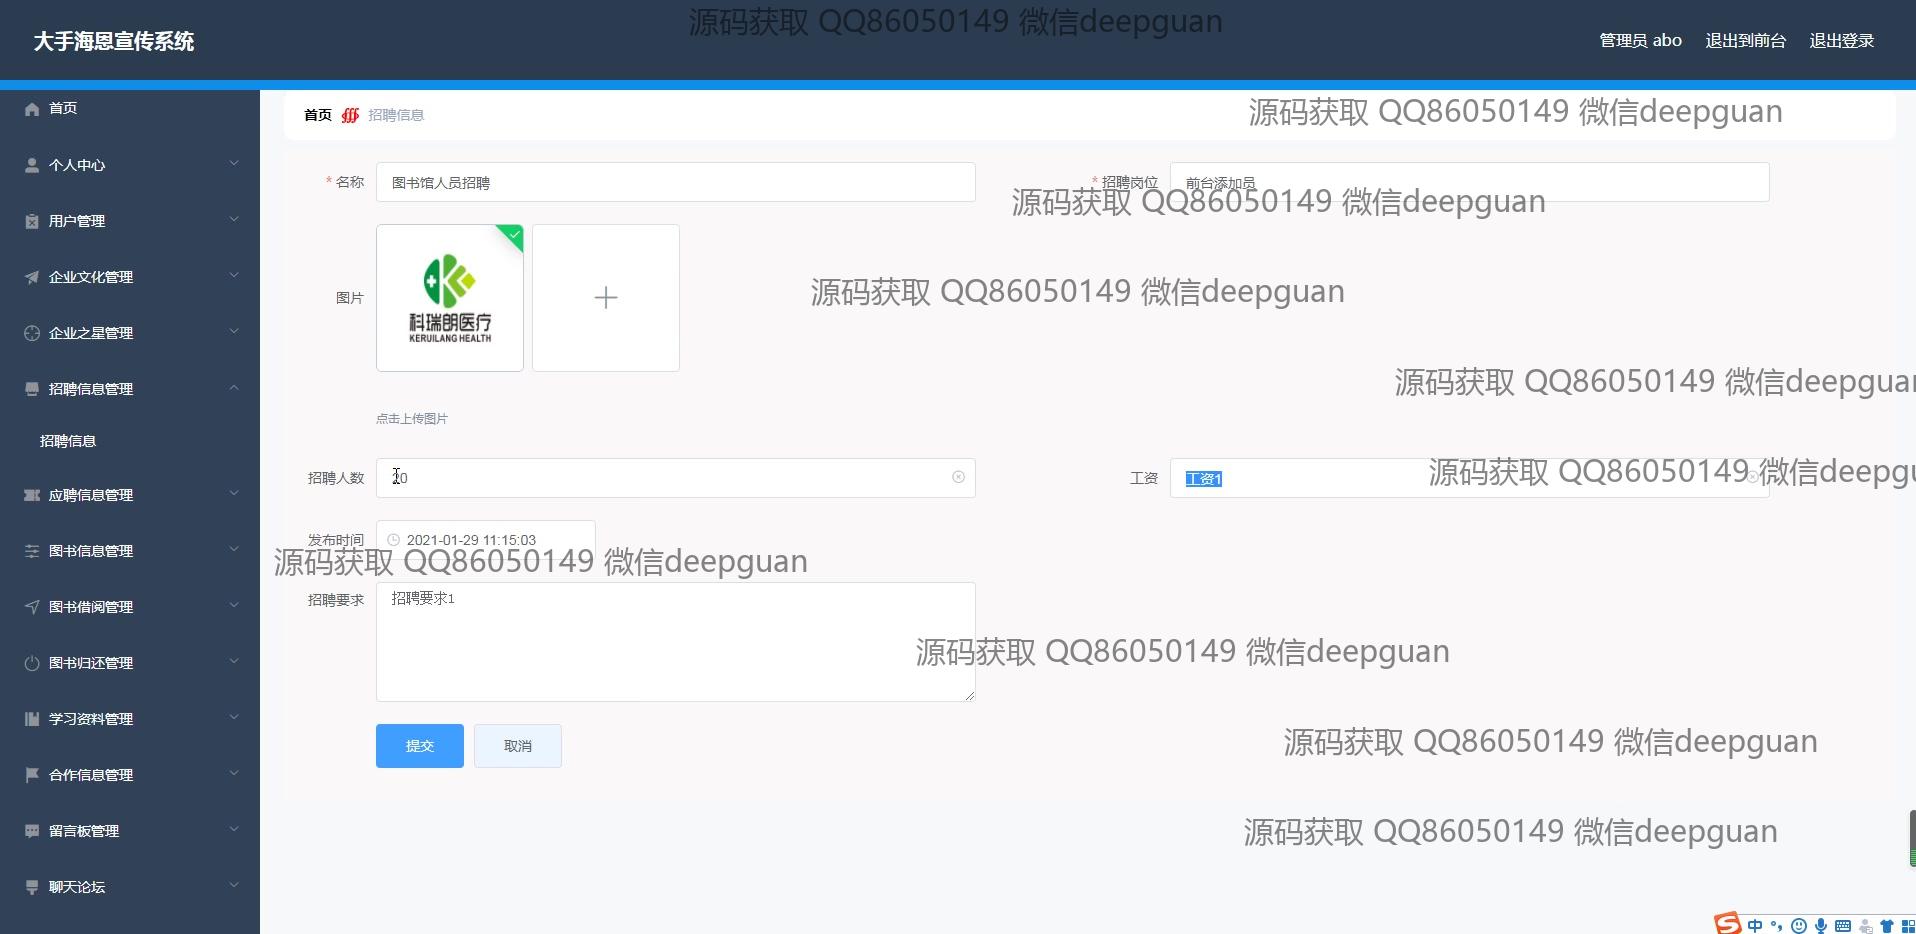 源码获取 QQ86050149 微信deepguan
大手海恩宣传系统
管理员 abo 退出到前台 退出登录
首页
首页 招聘信息
源码获取 QQ86050149 微信deepguan
个人中心
* 名称 图书馆人员招聘
* 招聘岗位 前台添加员
源码获取 QQ86050149 微信deepguan
用户管理
企业文化管理
图片
科瑞朗医疗
KERUILANG HEALTH
源码获取 QQ86050149 微信deepguan
企业之星管理
招聘信息管理
源码获取 QQ86050149 微信deepguan
点击上传图片
招聘信息
招聘人数
工资 工资1
源码获取 QQ86050149 微信deepgu
应聘信息管理
发布时间 2021-01-29 11:15:03
图书信息管理
源码获取 QQ86050149 微信deepguan
图书借阅管理
招聘要求 招聘要求1
源码获取 QQ86050149 微信deepguan
图书归还管理
学习资料管理
提交 取消
源码获取 QQ86050149 微信deepguan
合作信息管理
留言板管理
源码获取 QQ86050149 微信deepguan
聊天论坛
中